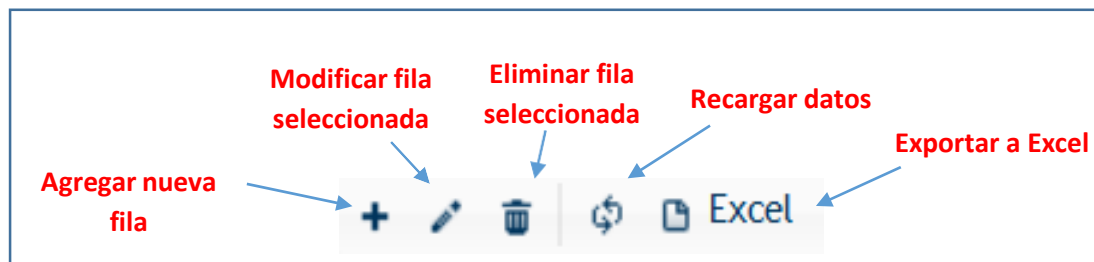 Modificar fila
seleccionada
Eliminar fila
seleccionada
Recargar datos
Exportar a Excel
Agregar nueva
fila
Excel